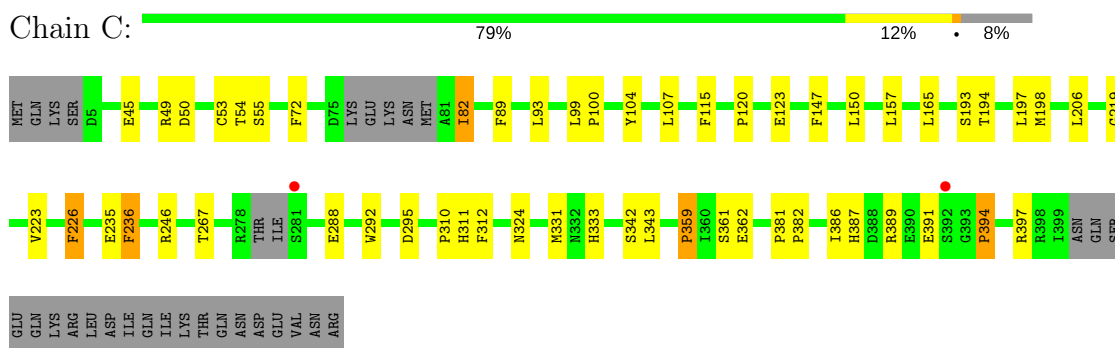 Chain C:
79% 12% • 8%
MET GLN LYS SER D5 E45 R49 D50 C53 T54 S55 F72 D75 LYS GLU LYS ASN MET A81 I82 F89 L93 L99 P100 Y104 L107 F115 P120 E123 F147 L150 L157 L165 S193 T194 L197 M198 L206
V223 F226 E235 F236 R246 T267 R278 THR ILE S281 E288 W292 D295 P310 H311 F312 N324 M331 N332 H333 S342 L343 P359 I360 S361 E362 P381 P382 I386 H387 D388 R389 E390 E391 S392 G393 P394 R397 R398 I399 ASN GLN SER
GLU GLN LYS ARG LEU ASP ILE GLN ILE LYS THR GLN ASN ASP GLU VAL ASN ARG